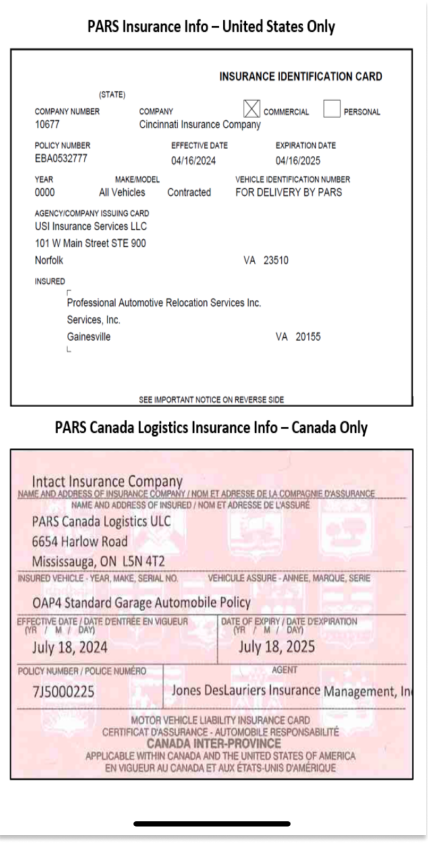 PARS Insurance Info – United States Only
INSURANCE IDENTIFICATION CARD
(STATE)
COMPANY NUMBER COMPANY COMMERCIAL PERSONAL
10677 Cincinnati Insurance Company
POLICY NUMBER EFFECTIVE DATE EXPIRATION DATE
EBA0532777 04/16/2024 04/16/2025
YEAR MAKE/MODEL VEHICLE IDENTIFICATION NUMBER
0000 All Vehicles Contracted FOR DELIVERY BY PARS
AGENCY/COMPANY ISSUING CARD
USI Insurance Services LLC
101 W Main Street STE 900
Norfolk VA 23510
INSURED
Professional Automotive Relocation Services Inc.
Services, Inc.
Gainesville VA 20155
SEE IMPORTANT NOTICE ON REVERSE SIDE
PARS Canada Logistics Insurance Info – Canada Only
Intact Insurance Company
NAME AND ADDRESS OF INSURANCE COMPANY / NOM ET ADRESSE DE LA COMPAGNIE D'ASSURANCE
NAME AND ADDRESS OF INSURED / NOM ET ADRESSE DE L'ASSURÉ
PARS Canada Logistics ULC
6654 Harlow Road
Mississauga, ON L5N 4T2
INSURED VEHICLE - YEAR, MAKE, SERIAL NO. VEHICULE ASSURE - ANNEE, MARQUE, SERIE
OAP4 Standard Garage Automobile Policy
EFFECTIVE DATE / DATE D'ENTRÉE EN VIGUEUR DATE OF EXPIRY / DATE D'EXPIRATION
(YR / M / DAY) (YR / M / DAY)
July 18, 2024 July 18, 2025
POLICY NUMBER / POLICE NUMÉRO AGENT
7J5000225 Jones DesLauriers Insurance Management, In
MOTOR VEHICLE LIABILITY INSURANCE CARD
CERTIFICAT D'ASSURANCE - AUTOMOBILE RESPONSABILITÉ
CANADA INTER-PROVINCE
APPLICABLE WITHIN CANADA AND THE UNITED STATES OF AMERICA
EN VIGUEUR AU CANADA ET AUX ÉTATS-UNIS D'AMÉRIQUE